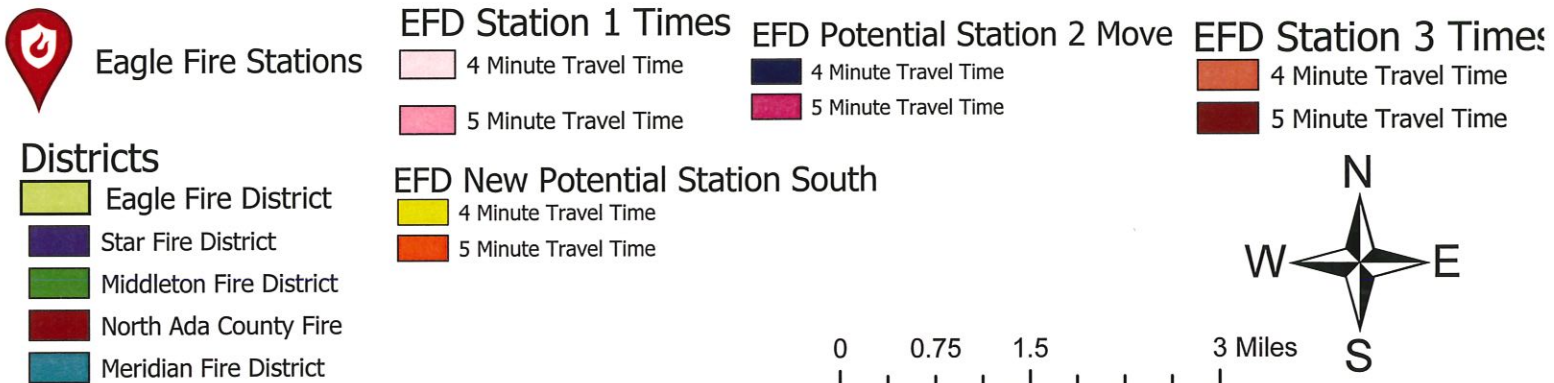 Eagle Fire Stations
Districts
Eagle Fire District
Star Fire District
Middleton Fire District
North Ada County Fire
Meridian Fire District
EFD Station 1 Times
4 Minute Travel Time
5 Minute Travel Time
EFD New Potential Station South
4 Minute Travel Time
5 Minute Travel Time
EFD Potential Station 2 Move
4 Minute Travel Time
5 Minute Travel Time
EFD Station 3 Times
4 Minute Travel Time
5 Minute Travel Time
N
W E
S
0 0.75 1.5 3 Miles